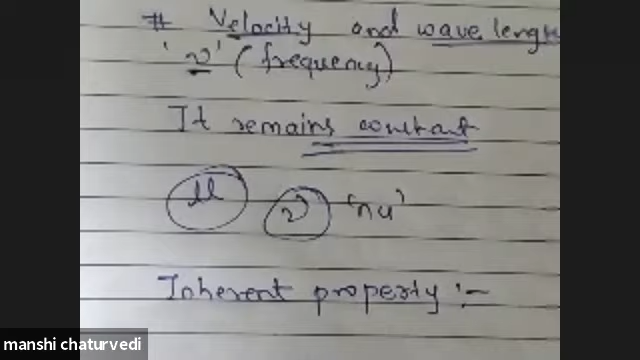 # Velocity and wave length
'ν' (frequency)
It remains constant
μ ν 'nu'
Inherent property :-
manshi chaturvedi